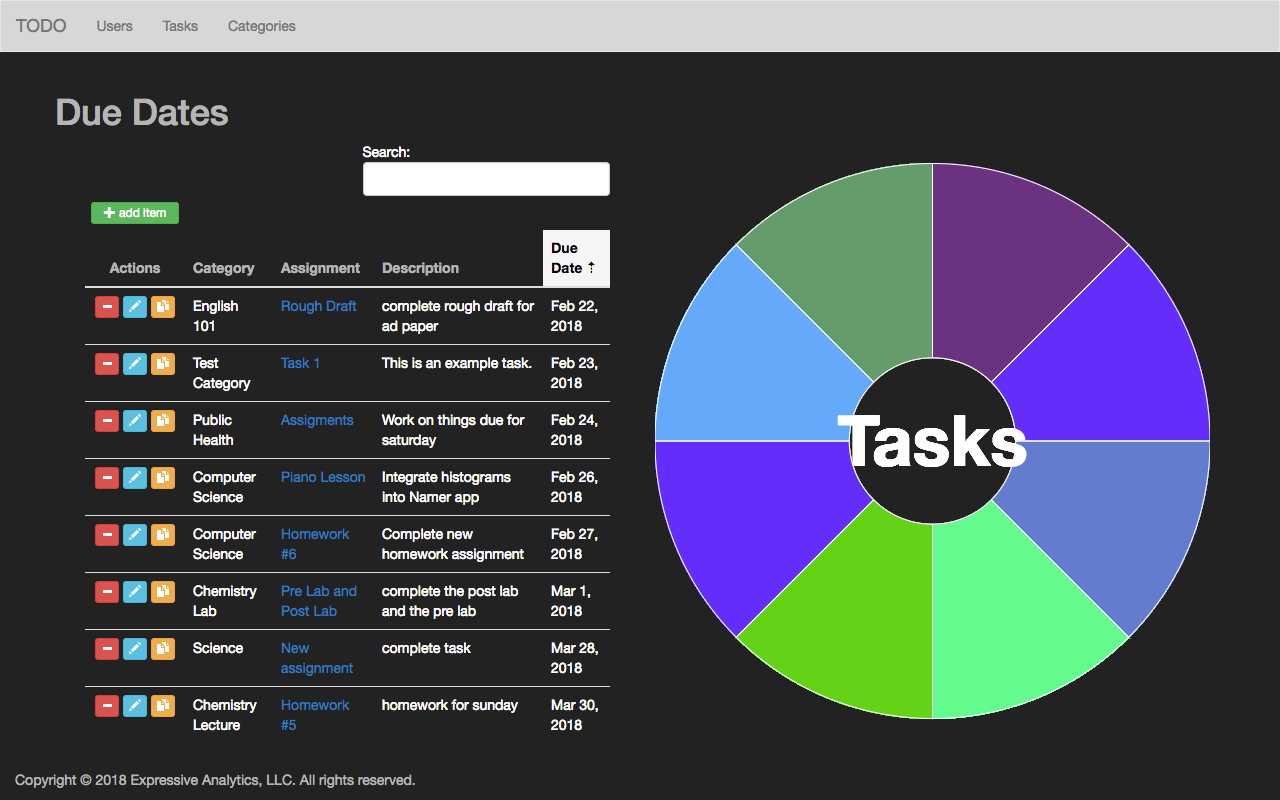 TODO Users Tasks Categories
Due Dates
Search:
add item
Actions Category Assignment Description Due Date ↑
English 101 Rough Draft complete rough draft for ad paper Feb 22, 2018
Test Category Task 1 This is an example task. Feb 23, 2018
Public Health Assigments Work on things due for saturday Feb 24, 2018
Computer Science Piano Lesson Integrate histograms into Namer app Feb 26, 2018
Computer Science Homework #6 Complete new homework assignment Feb 27, 2018
Chemistry Lab Pre Lab and Post Lab complete the post lab and the pre lab Mar 1, 2018
Science New assignment complete task Mar 28, 2018
Chemistry Lecture Homework #5 homework for sunday Mar 30, 2018
Tasks
Copyright © 2018 Expressive Analytics, LLC. All rights reserved.